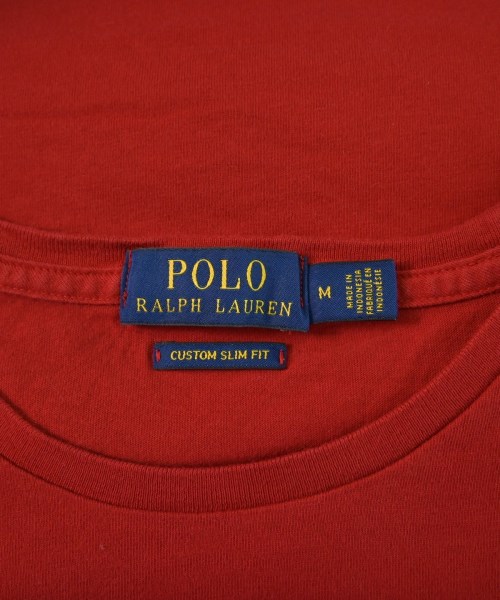 POLO
RALPH LAUREN
M
MADE IN
INDONESIA
FABRIQUÉ EN
INDONÉSIE
CUSTOM SLIM FIT